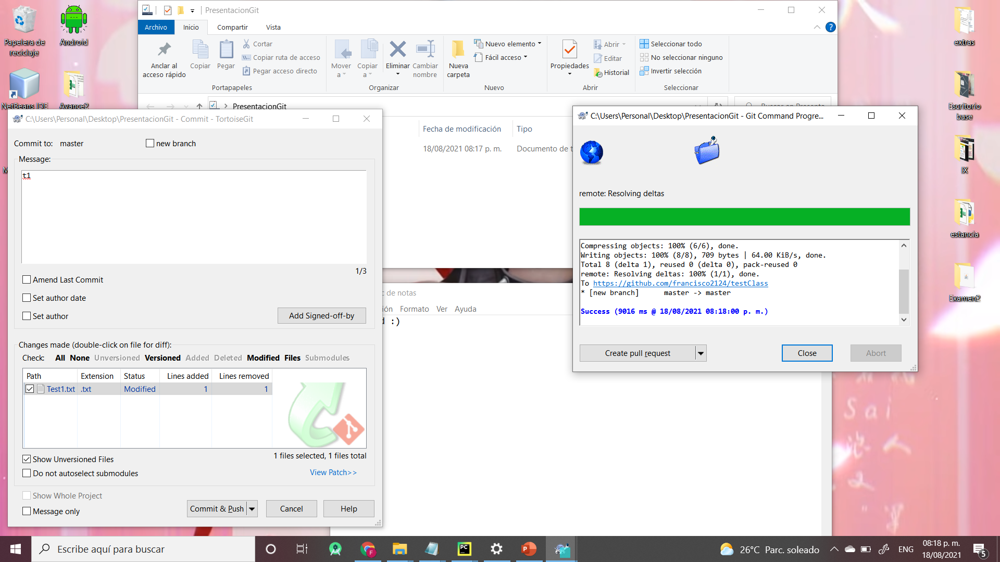 Papelera de reciclaje
Android
NetBeans IDE
Avance2
PresentacionGit
Archivo
Inicio
Compartir
Vista
Anclar al acceso rápido
Copiar
Pegar
Cortar
Copiar ruta de acceso
Pegar acceso directo
Portapapeles
Mover a
Copiar a
Eliminar
Cambiar nombre
Organizar
Nueva carpeta
Nuevo elemento
Fácil acceso
Nuevo
Propiedades
Abrir
Editar
Historial
Abrir
Seleccionar todo
No seleccionar ninguno
Invertir selección
Seleccionar
PresentacionGit
Fecha de modificación
Tipo
18/08/2021 08:17 p. m.
Documento de t
C:\Users\Personal\Desktop\PresentacionGit - Commit - TortoiseGit
Commit to: master
new branch
Message:
t1
1/3
Amend Last Commit
Set author date
Set author
Add Signed-off-by
Changes made (double-click on file for diff):
Check: All None Unversioned Versioned Added Deleted Modified Files Submodules
Path Extension Status Lines added Lines removed
Test1.txt .txt Modified 1 1
Show Unversioned Files
1 files selected, 1 files total
Do not autoselect submodules
View Patch>>
Show Whole Project
Message only
Commit & Push
Cancel
Help
c de notas
ión Formato Ver Ayuda
d :)
C:\Users\Personal\Desktop\PresentacionGit - Git Command Progre...
remote: Resolving deltas
Compressing objects: 100% (6/6), done.
Writing objects: 100% (8/8), 709 bytes | 64.00 KiB/s, done.
Total 8 (delta 1), reused 0 (delta 0), pack-reused 0
remote: Resolving deltas: 100% (1/1), done.
To https://github.com/francisco2124/testClass
* [new branch] master -> master
Success (9016 ms @ 18/08/2021 08:18:00 p. m.)
Create pull request
Close
Abort
extras
Escritorio base
IX
estancia
Examen2
Sai
Escribe aquí para buscar
26°C Parc. soleado
ENG
08:18 p. m.
18/08/2021
5